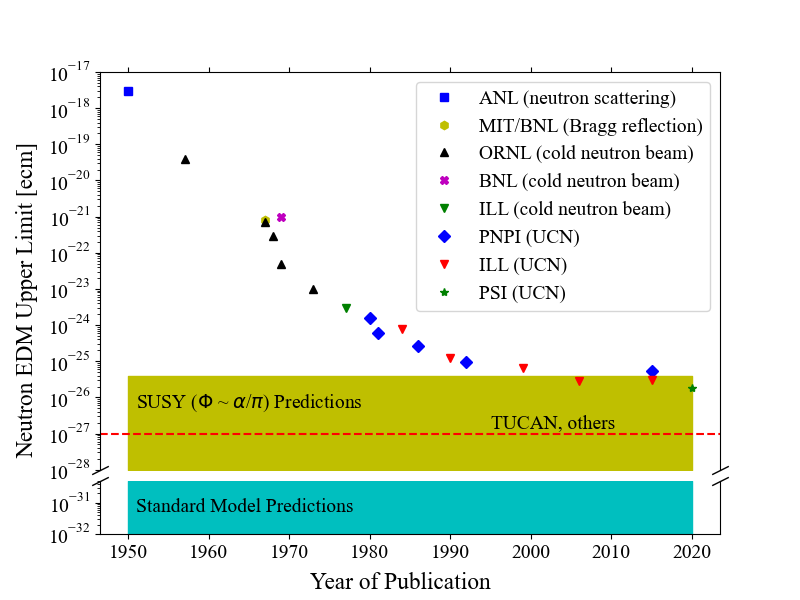 10⁻¹⁷
10⁻¹⁸
10⁻¹⁹
10⁻²⁰
10⁻²¹
10⁻²²
10⁻²³
10⁻²⁴
10⁻²⁵
10⁻²⁶
10⁻²⁷
10⁻²⁸
10⁻³¹
10⁻³²
Neutron EDM Upper Limit [ecm]
ANL (neutron scattering)
MIT/BNL (Bragg reflection)
ORNL (cold neutron beam)
BNL (cold neutron beam)
ILL (cold neutron beam)
PNPI (UCN)
ILL (UCN)
PSI (UCN)
SUSY (Φ ~ α/π) Predictions
TUCAN, others
Standard Model Predictions
1950 1960 1970 1980 1990 2000 2010 2020
Year of Publication